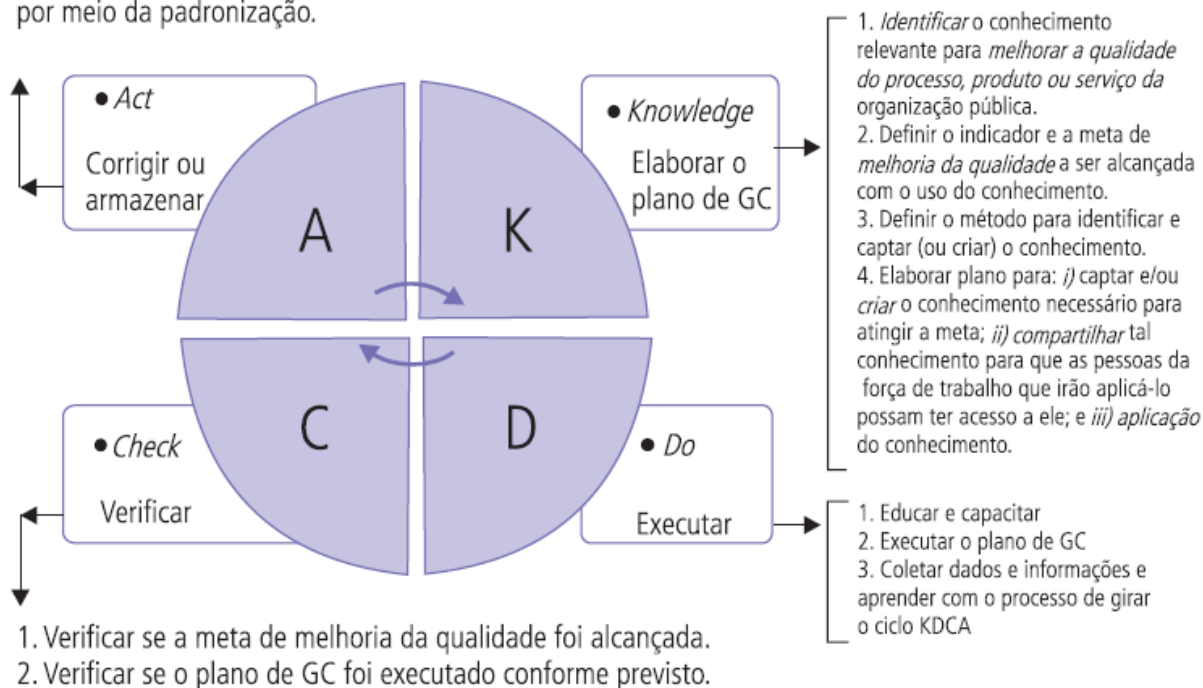 por meio da padronização.
• Act
Corrigir ou
armazenar
A
K
• Knowledge
Elaborar o
plano de GC
1. Identificar o conhecimento
relevante para melhorar a qualidade
do processo, produto ou serviço da
organização pública.
2. Definir o indicador e a meta de
melhoria da qualidade a ser alcançada
com o uso do conhecimento.
3. Definir o método para identificar e
captar (ou criar) o conhecimento.
4. Elaborar plano para: i) captar e/ou
criar o conhecimento necessário para
atingir a meta; ii) compartilhar tal
conhecimento para que as pessoas da
força de trabalho que irão aplicá-lo
possam ter acesso a ele; e iii) aplicação
do conhecimento.
• Check
Verificar
C
D
• Do
Executar
1. Educar e capacitar
2. Executar o plano de GC
3. Coletar dados e informações e
aprender com o processo de girar
o ciclo KDCA
1. Verificar se a meta de melhoria da qualidade foi alcançada.
2. Verificar se o plano de GC foi executado conforme previsto.